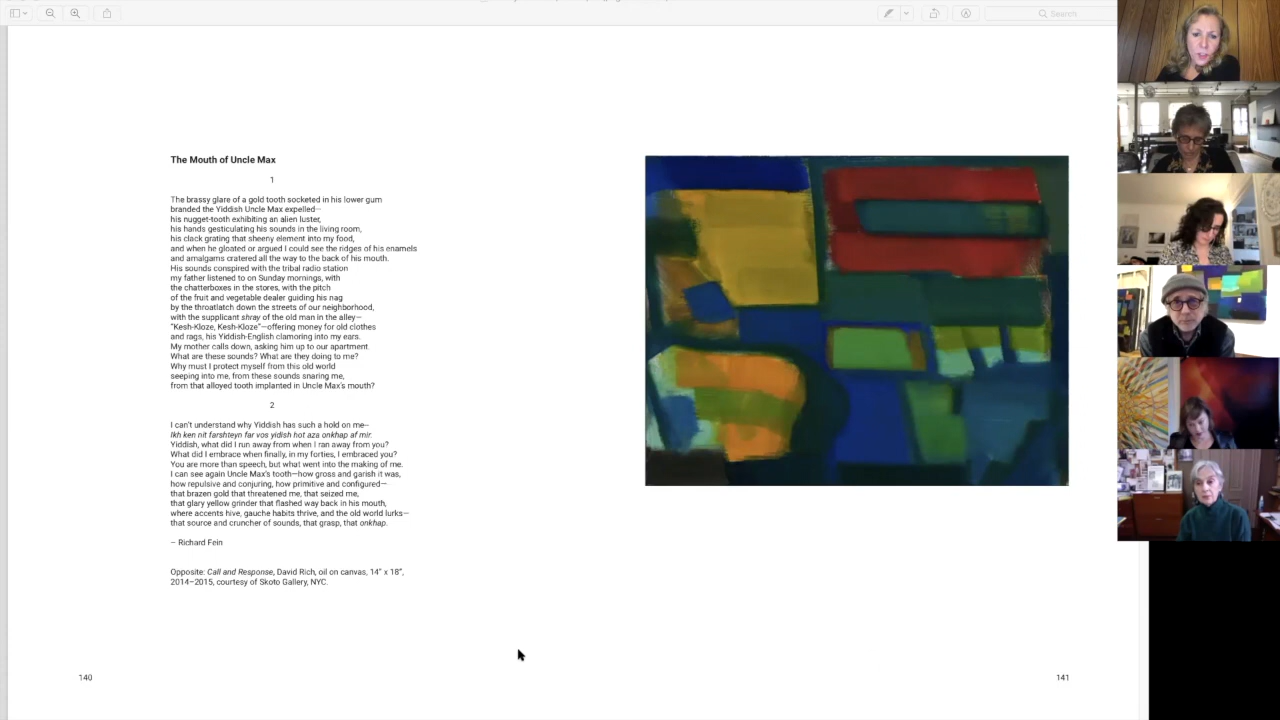 Search
The Mouth of Uncle Max
1
The brassy glare of a gold tooth socketed in his lower gum
branded the Yiddish Uncle Max expelled—
his nugget-tooth exhibiting an alien luster,
his hands gesticulating his sounds in the living room,
his clack grating that sheeny element into my food,
and when he gloated or argued I could see the ridges of his enamels
and amalgams cratered all the way to the back of his mouth.
His sounds conspired with the tribal radio station
my father listened to on Sunday mornings, with
the chatterboxes in the stores, with the pitch
of the fruit and vegetable dealer guiding his nag
by the throatlatch down the streets of our neighborhood,
with the supplicant shray of the old man in the alley—
“Kesh-Kloze, Kesh-Kloze”—offering money for old clothes
and rags, his Yiddish-English clamoring into my ears.
My mother calls down, asking him up to our apartment.
What are these sounds? What are they doing to me?
Why must I protect myself from this old world
seeping into me, from these sounds snaring me,
from that alloyed tooth implanted in Uncle Max's mouth?
2
I can't understand why Yiddish has such a hold on me—
Ikh ken nit farshteyn far vos yidish hot aza onkhap af mir.
Yiddish, what did I run away from when I ran away from you?
What did I embrace when finally, in my forties, I embraced you?
You are more than speech, but what went into the making of me.
I can see again Uncle Max's tooth—how gross and garish it was,
how repulsive and conjuring, how primitive and configured—
that brazen gold that threatened me, that seized me,
that glary yellow grinder that flashed way back in his mouth,
where accents hive, gauche habits thrive, and the old world lurks—
that source and cruncher of sounds, that grasp, that onkhap.
– Richard Fein
Opposite: Call and Response, David Rich, oil on canvas, 14” x 18”,
2014–2015, courtesy of Skoto Gallery, NYC.
140
141